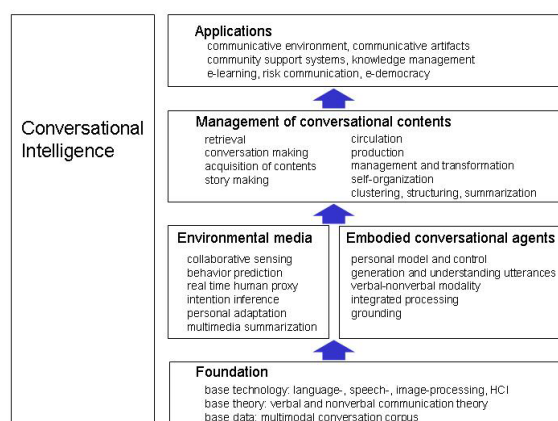 Conversational
Intelligence
Applications
communicative environment, communicative artifacts
community support systems, knowledge management
e-learning, risk communication, e-democracy
Management of conversational contents
retrieval
conversation making
acquisition of contents
story making
circulation
production
management and transformation
self-organization
clustering, structuring, summarization
Environmental media
collaborative sensing
behavior prediction
real time human proxy
intention inference
personal adaptation
multimedia summarization
Embodied conversational agents
personal model and control
generation and understanding utterances
verbal-nonverbal modality
integrated processing
grounding
Foundation
base technology: language-, speech-, image-processing, HCI
base theory: verbal and nonverbal communication theory
base data: multimodal conversation corpus